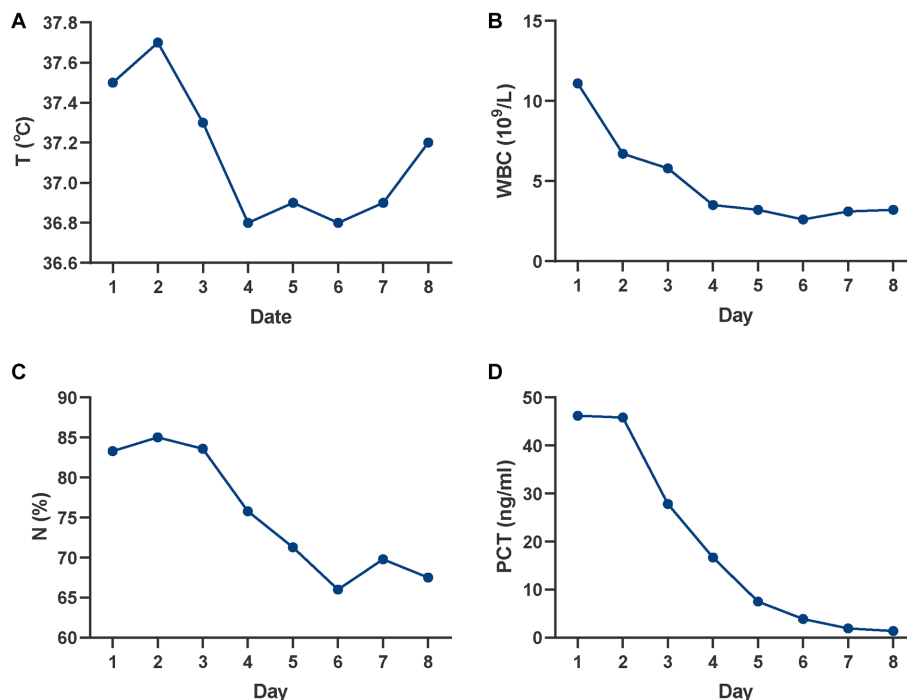 A
37.8
37.6
37.4
37.2
37.0
36.8
36.6
T (℃)
1 2 3 4 5 6 7 8
Date
B
15
10
5
0
WBC (10⁹/L)
1 2 3 4 5 6 7 8
Day
C
90
85
80
75
70
65
60
N (%)
1 2 3 4 5 6 7 8
Day
D
50
40
30
20
10
0
PCT (ng/ml)
1 2 3 4 5 6 7 8
Day